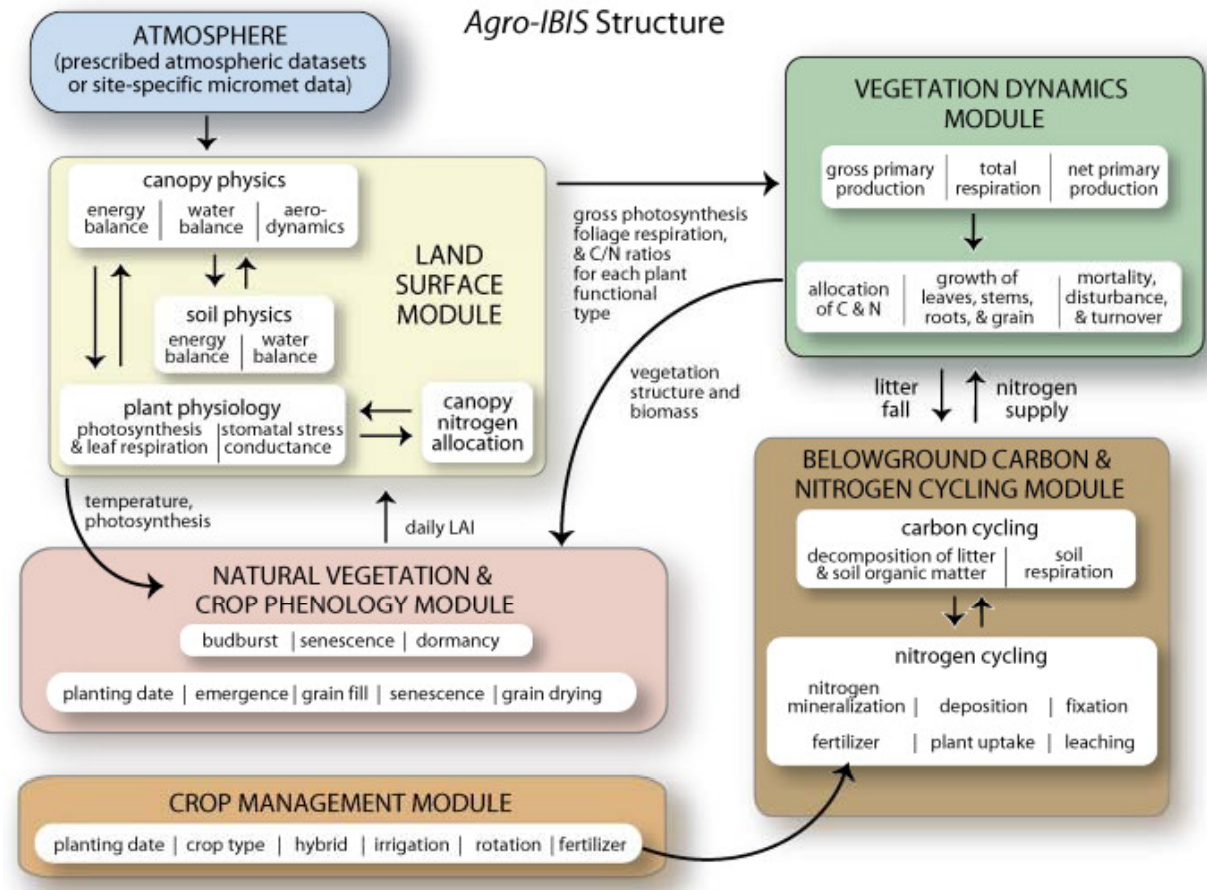 Agro-IBIS Structure
ATMOSPHERE
(prescribed atmospheric datasets
or site-specific micromet data)
canopy physics
energy balance | water balance | aero-dynamics
soil physics
energy balance | water balance
LAND
SURFACE
MODULE
plant physiology
photosynthesis & leaf respiration | stomatal stress conductance
canopy
nitrogen
allocation
gross photosynthesis
foliage respiration,
& C/N ratios
for each plant
functional
type
VEGETATION DYNAMICS
MODULE
gross primary production | total respiration | net primary production
allocation of C & N | growth of leaves, stems, roots, & grain | mortality, disturbance, & turnover
vegetation
structure and
biomass
litter
fall
nitrogen
supply
temperature,
photosynthesis
daily LAI
NATURAL VEGETATION &
CROP PHENOLOGY MODULE
budburst | senescence | dormancy
planting date | emergence | grain fill | senescence | grain drying
BELOWGROUND CARBON &
NITROGEN CYCLING MODULE
carbon cycling
decomposition of litter & soil organic matter | soil respiration
nitrogen cycling
nitrogen mineralization | deposition | fixation
fertilizer | plant uptake | leaching
CROP MANAGEMENT MODULE
planting date | crop type | hybrid | irrigation | rotation | fertilizer